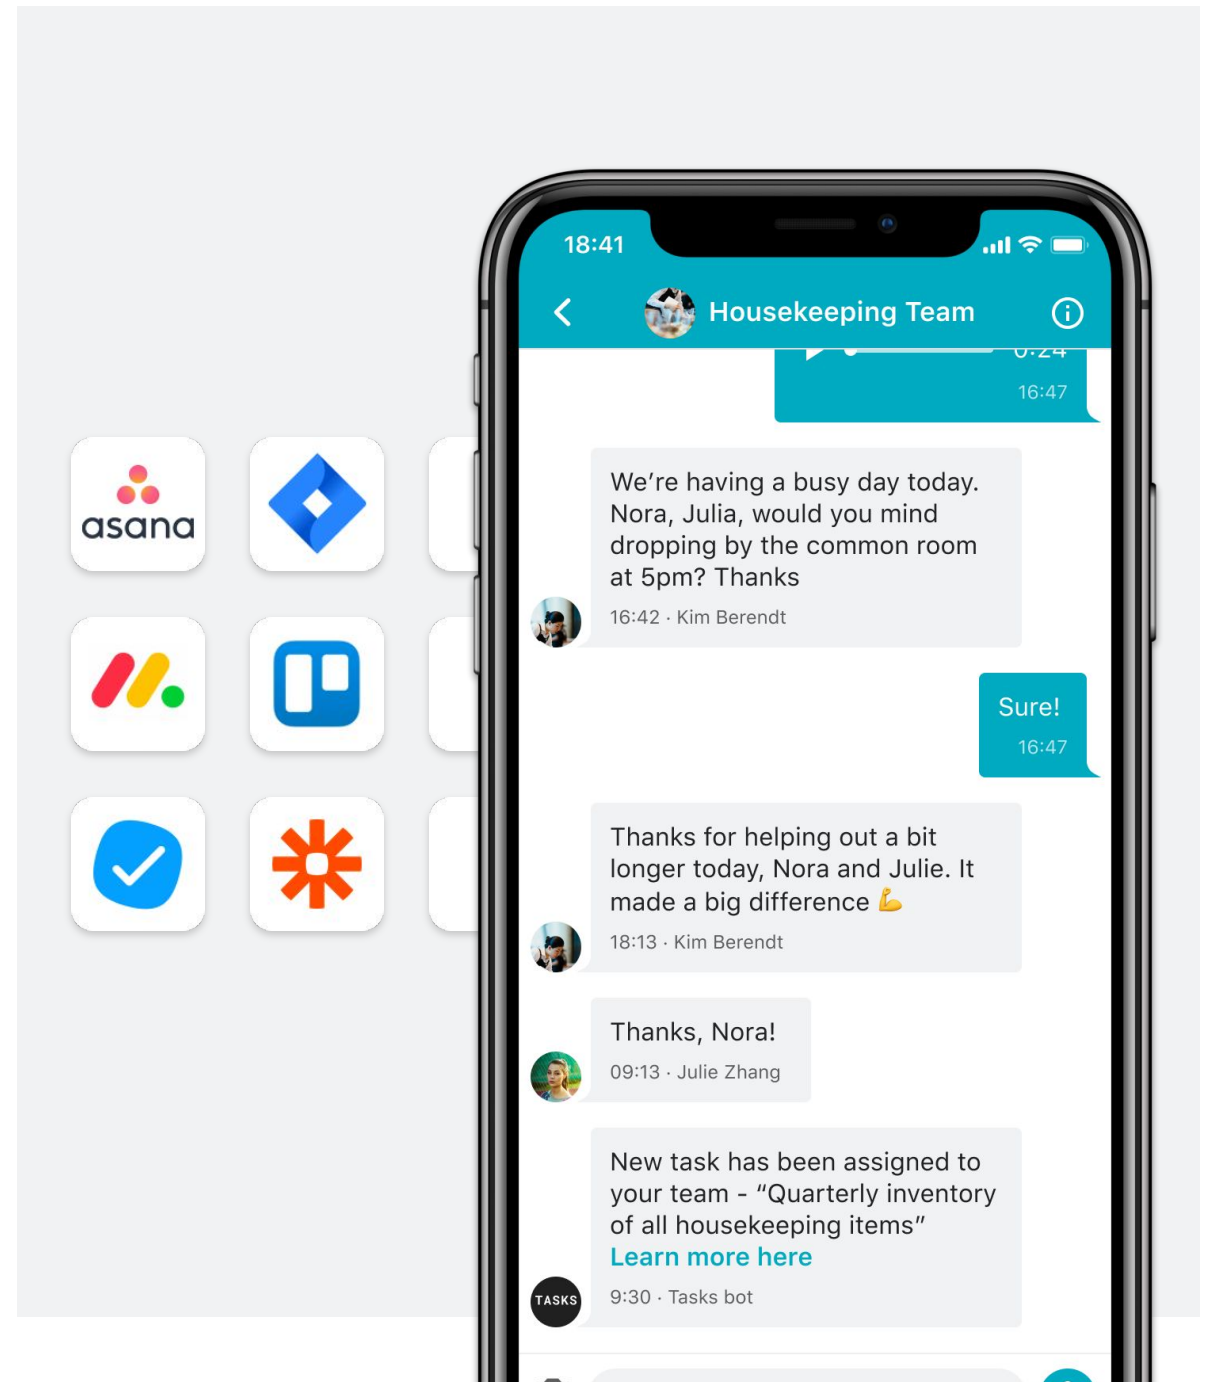 18:41
Housekeeping Team
0:24
16:47
asana
We’re having a busy day today.
Nora, Julia, would you mind
dropping by the common room
at 5pm? Thanks
16:42 · Kim Berendt
Sure!
16:47
Thanks for helping out a bit
longer today, Nora and Julie. It
made a big difference 💪
18:13 · Kim Berendt
Thanks, Nora!
09:13 · Julie Zhang
New task has been assigned to
your team - “Quarterly inventory
of all housekeeping items”
Learn more here
TASKS
9:30 · Tasks bot